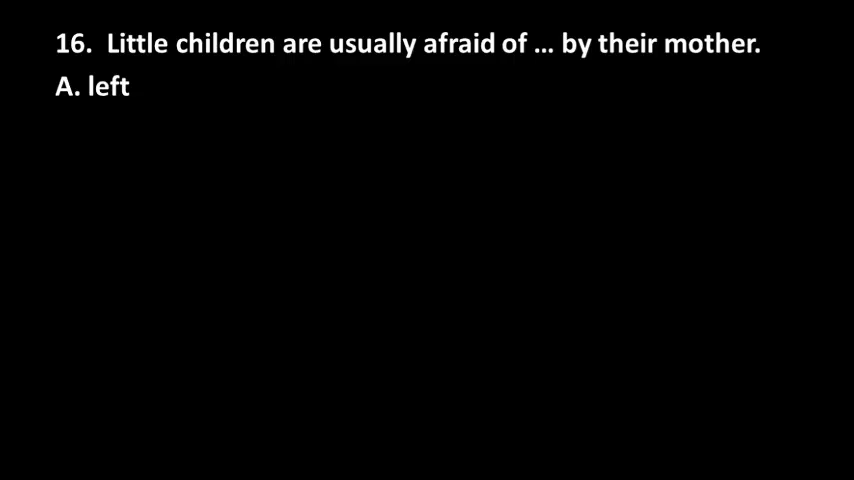 16.  Little children are usually afraid of … by their mother.
A. left